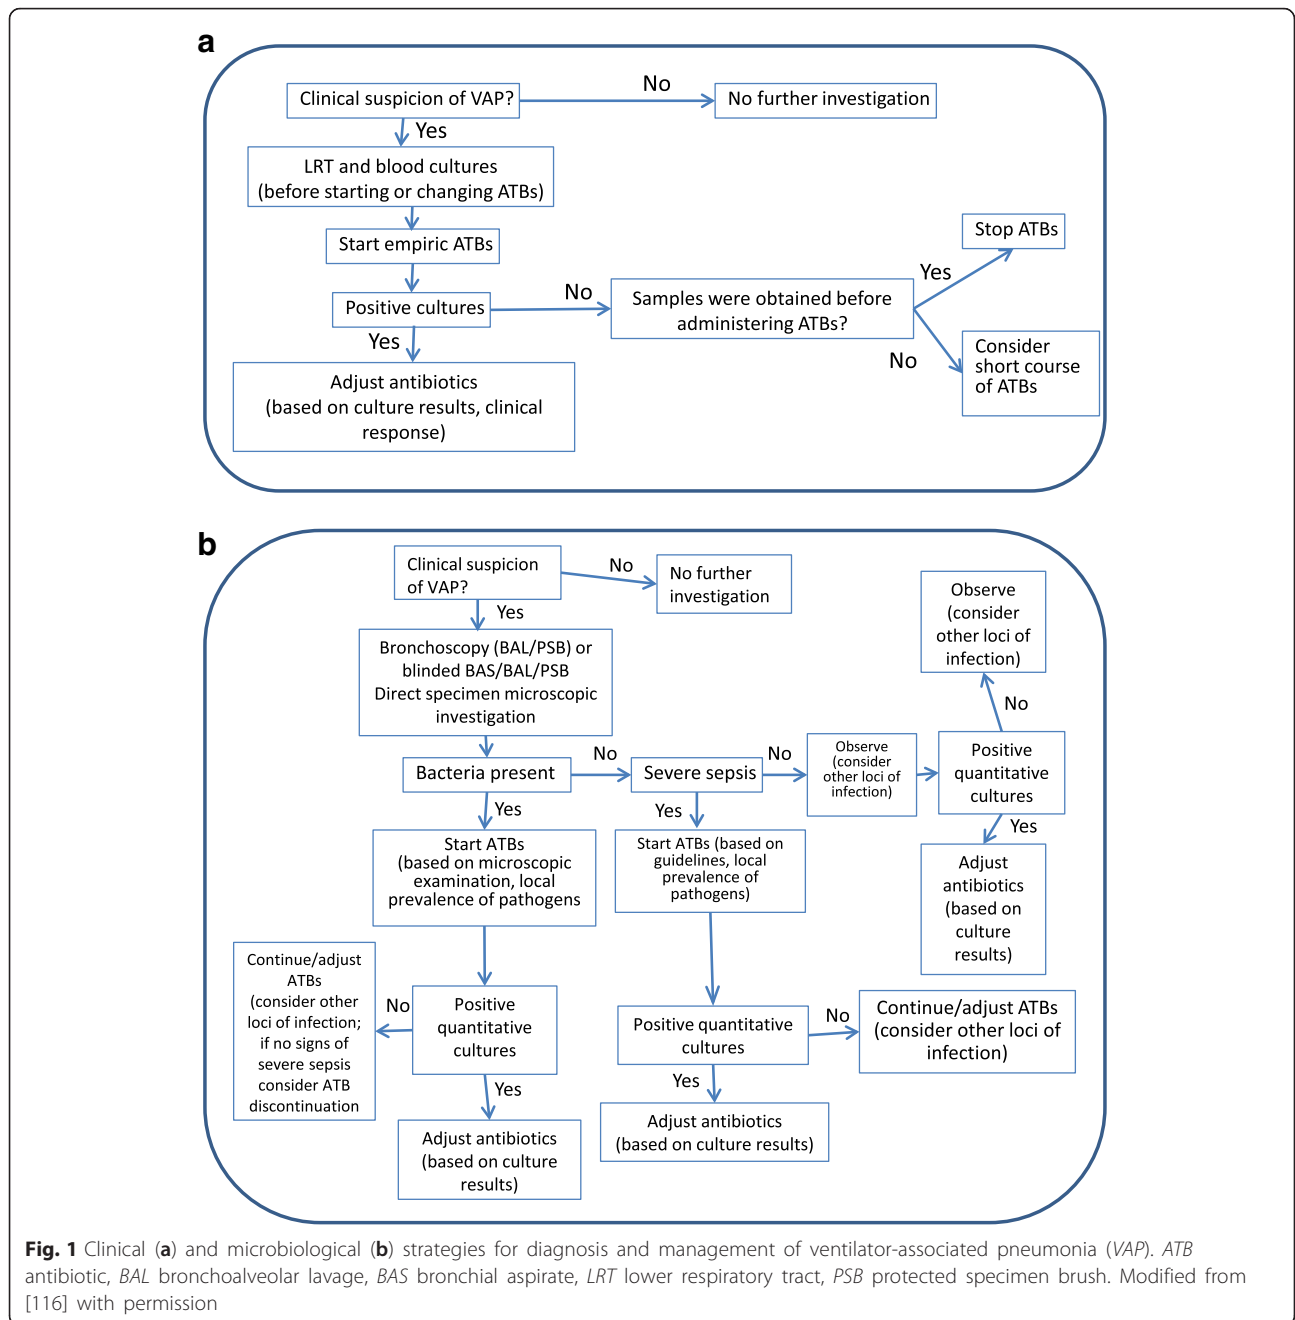 a
Clinical suspicion of VAP?
No
No further investigation
Yes
LRT and blood cultures
(before starting or changing ATBs)
Start empiric ATBs
Positive cultures
No
Samples were obtained before
administering ATBs?
Yes
Stop ATBs
No
Consider
short course
of ATBs
Yes
Adjust antibiotics
(based on culture results, clinical
response)
b
Clinical suspicion
of VAP?
No
No further
investigation
Yes
Bronchoscopy (BAL/PSB) or
blinded BAS/BAL/PSB
Direct specimen microscopic
investigation
Bacteria present
No
Severe sepsis
No
Observe
(consider
other loci of
infection)
Positive
quantitative
cultures
No
Observe
(consider
other loci of
infection)
Yes
Adjust
antibiotics
(based on
culture
results)
Yes
Start ATBs
(based on microscopic
examination, local
prevalence of pathogens
Yes
Start ATBs (based on
guidelines, local
prevalence of
pathogens)
Positive
quantitative
cultures
No
Continue/adjust
ATBs
(consider other
loci of infection;
if no signs of
severe sepsis
consider ATB
discontinuation
Yes
Adjust antibiotics
(based on culture
results)
Positive quantitative
cultures
No
Continue/adjust ATBs
(consider other loci of
infection)
Yes
Adjust antibiotics
(based on culture results)
Fig. 1 Clinical (a) and microbiological (b) strategies for diagnosis and management of ventilator-associated pneumonia (VAP). ATB
antibiotic, BAL bronchoalveolar lavage, BAS bronchial aspirate, LRT lower respiratory tract, PSB protected specimen brush. Modified from
[116] with permission